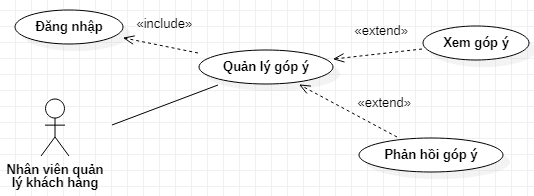 Đăng nhập
«include»
«extend»
Xem góp ý
Quản lý góp ý
«extend»
Phản hồi góp ý
Nhân viên quản
lý khách hàng